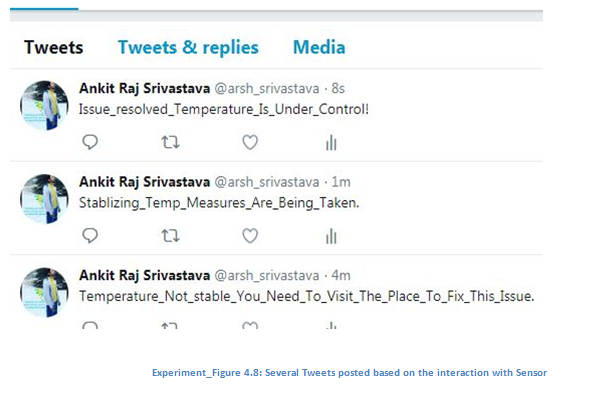 Tweets Tweets & replies Media
Ankit Raj Srivastava @arsh_srivastava · 8s
Issue_resolved_Temperature_Is_Under_Control!
Ankit Raj Srivastava @arsh_srivastava · 1m
Stablizing_Temp_Measures_Are_Being_Taken.
Ankit Raj Srivastava @arsh_srivastava · 4m
Temperature_Not_stable_You_Need_To_Visit_The_Place_To_Fix_This_Issue.
Experiment_Figure 4.8: Several Tweets posted based on the interaction with Sensor